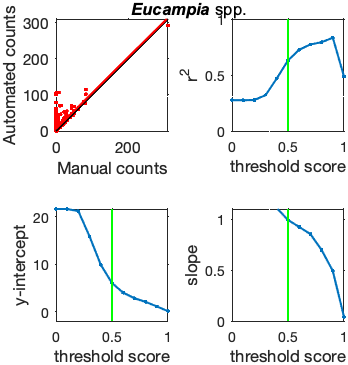 Eucampia spp.
Automated counts
300
200
100
0
0
200
Manual counts
r²
1
0.5
0
0
0.5
1
threshold score
y-intercept
20
10
0
0
0.5
1
threshold score
slope
1
0.5
0
0
0.5
1
threshold score